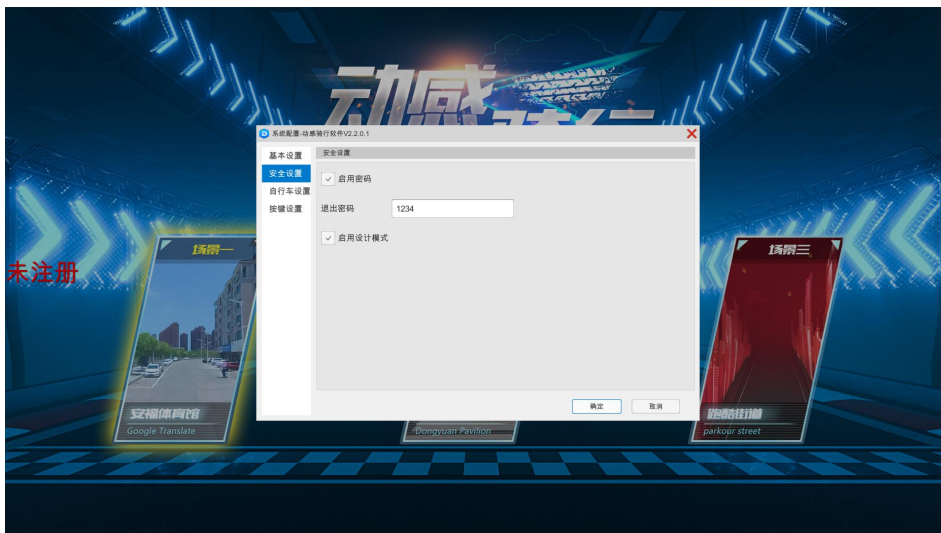 动感
系统配置-动感骑行软件V2.2.0.1
基本设置
安全设置
自行车设置
按键设置
安全设置
启用密码
退出密码
1234
启用设计模式
确定
取消
未注册
场景一
安福体育馆
Google Translate
Dongyuan Pavilion
场景三
跑酷街道
parkour street